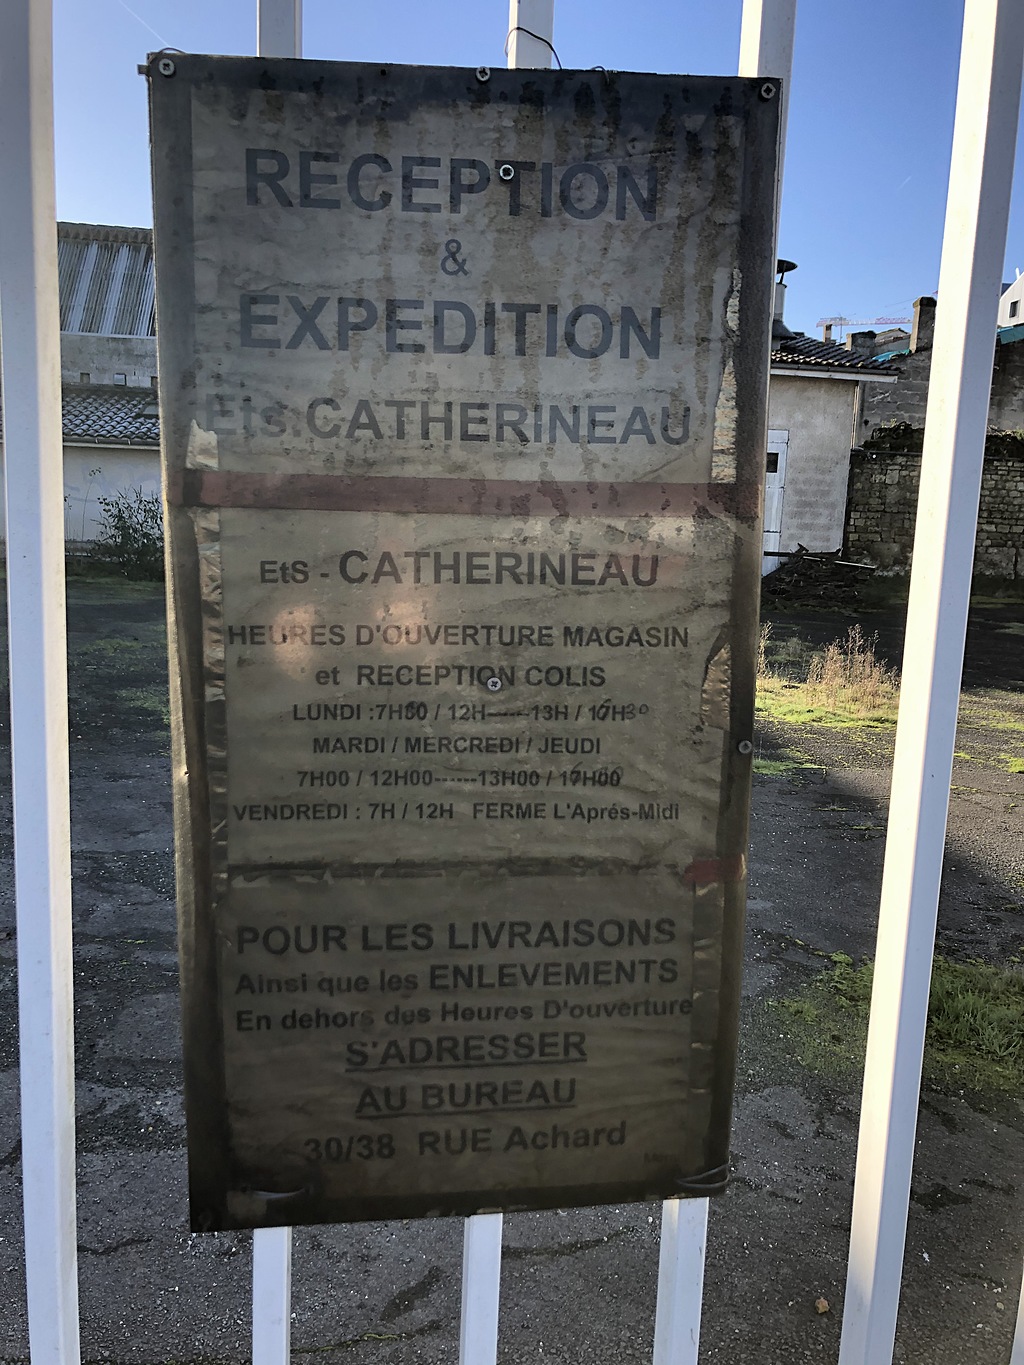 RECEPTION
&
EXPEDITION
Ets. CATHERINEAU
EtS - CATHERINEAU
HEURES D'OUVERTURE MAGASIN
et RECEPTION COLIS
LUNDI :7H / 12H-----13H / 16H30
MARDI / MERCREDI / JEUDI
7H00 / 12H00------13H00 / H00
VENDREDI : 7H / 12H FERME L'Aprés-Midi
POUR LES LIVRAISONS
Ainsi que les ENLEVEMENTS
En dehors des Heures D'ouverture
S'ADRESSER
AU BUREAU
30/38 RUE Achard